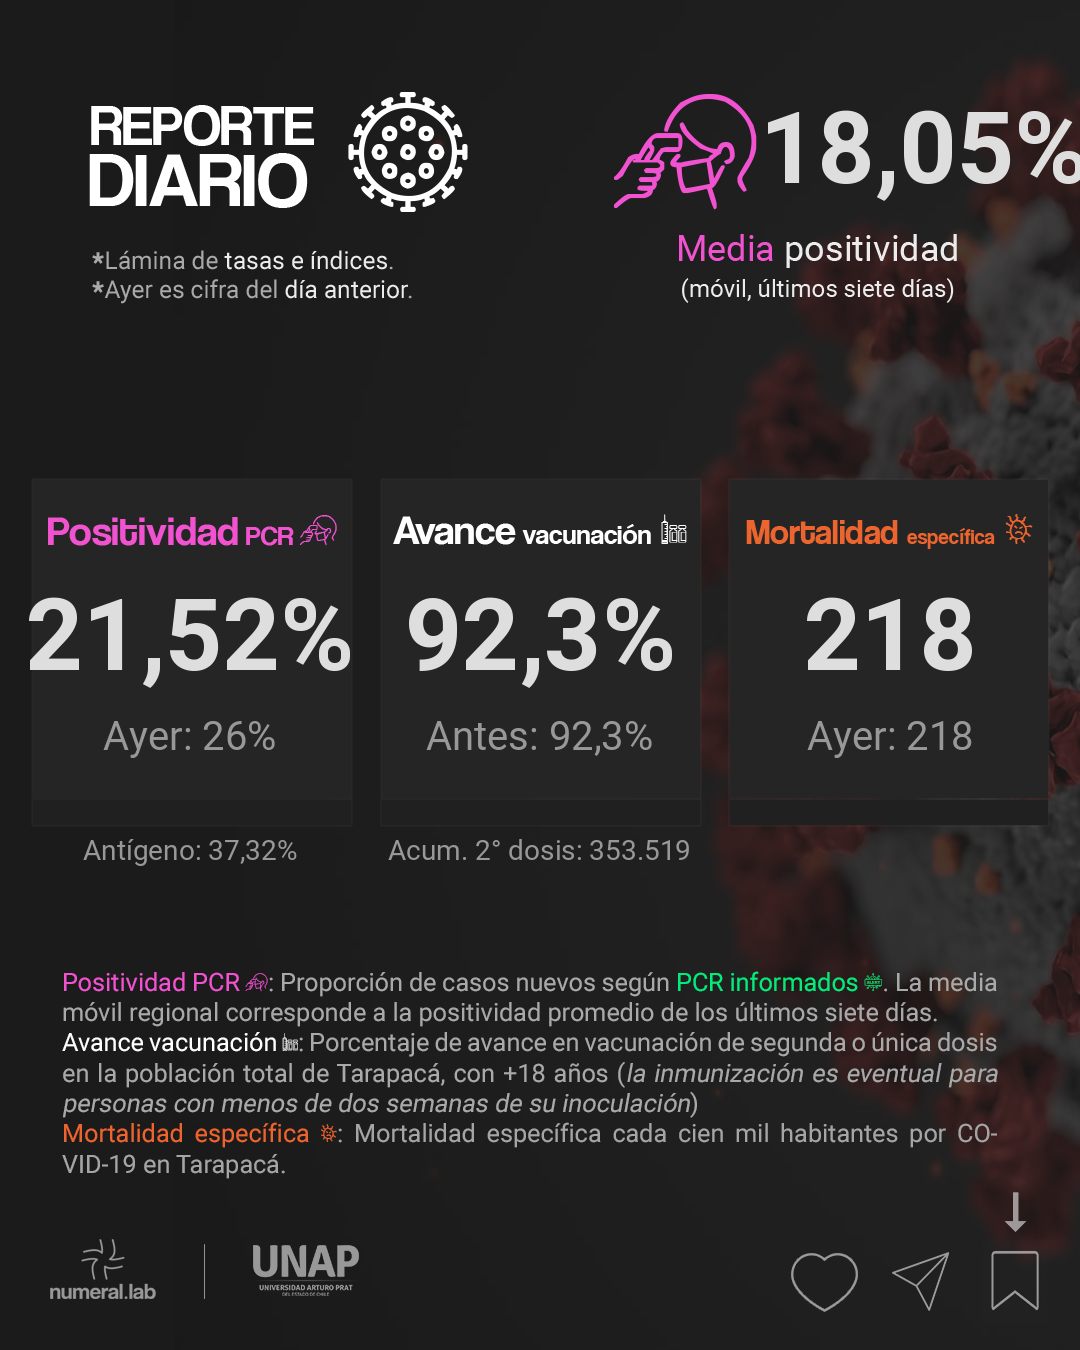 REPORTE
DIARIO
*Lámina de tasas e índices.
*Ayer es cifra del día anterior.
18,05%
Media positividad
(móvil, últimos siete días)
Positividad PCR
21,52%
Ayer: 26%
Antígeno: 37,32%
Avance vacunación
92,3%
Antes: 92,3%
Acum. 2° dosis: 353.519
Mortalidad específica
218
Ayer: 218
Positividad PCR : Proporción de casos nuevos según PCR informados . La media
móvil regional corresponde a la positividad promedio de los últimos siete días.
Avance vacunación : Porcentaje de avance en vacunación de segunda o única dosis
en la población total de Tarapacá, con +18 años (la inmunización es eventual para
personas con menos de dos semanas de su inoculación)
Mortalidad específica : Mortalidad específica cada cien mil habitantes por CO-
VID-19 en Tarapacá.
numeral.lab
UNAP
UNIVERSIDAD ARTURO PRAT
DEL ESTADO DE CHILE